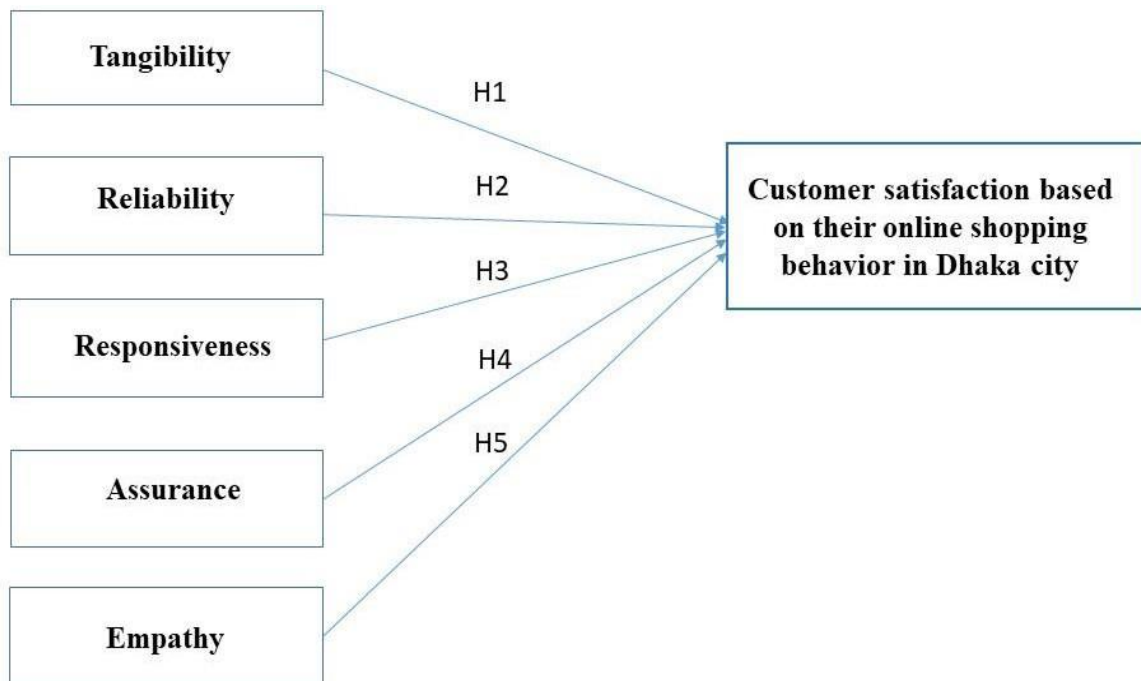 Tangibility
H1
Reliability
H2
Customer satisfaction based
on their online shopping
behavior in Dhaka city
H3
Responsiveness
H4
Assurance
H5
Empathy